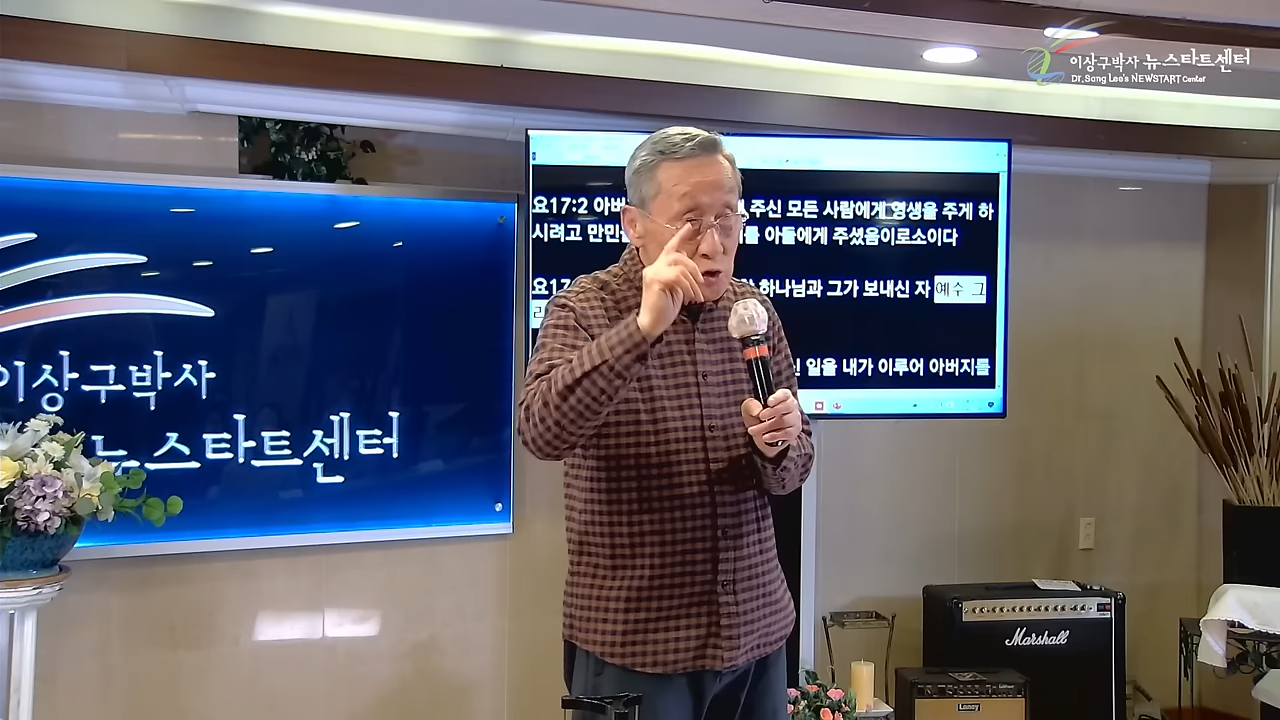 이상구박사 뉴스타트센터
Dr. Sang Lee's NEWSTART Center
요17:2 아버 주신 모든 사람에게 영생을 주게 하
시려고 만민 를 아들에게 주셨음이로소이다
요17 하나님과 그가 보내신 자 예수 그
리
신 일을 내가 이루어 아버지를
이상구박사
뉴스타트센터
Marshall
Laney